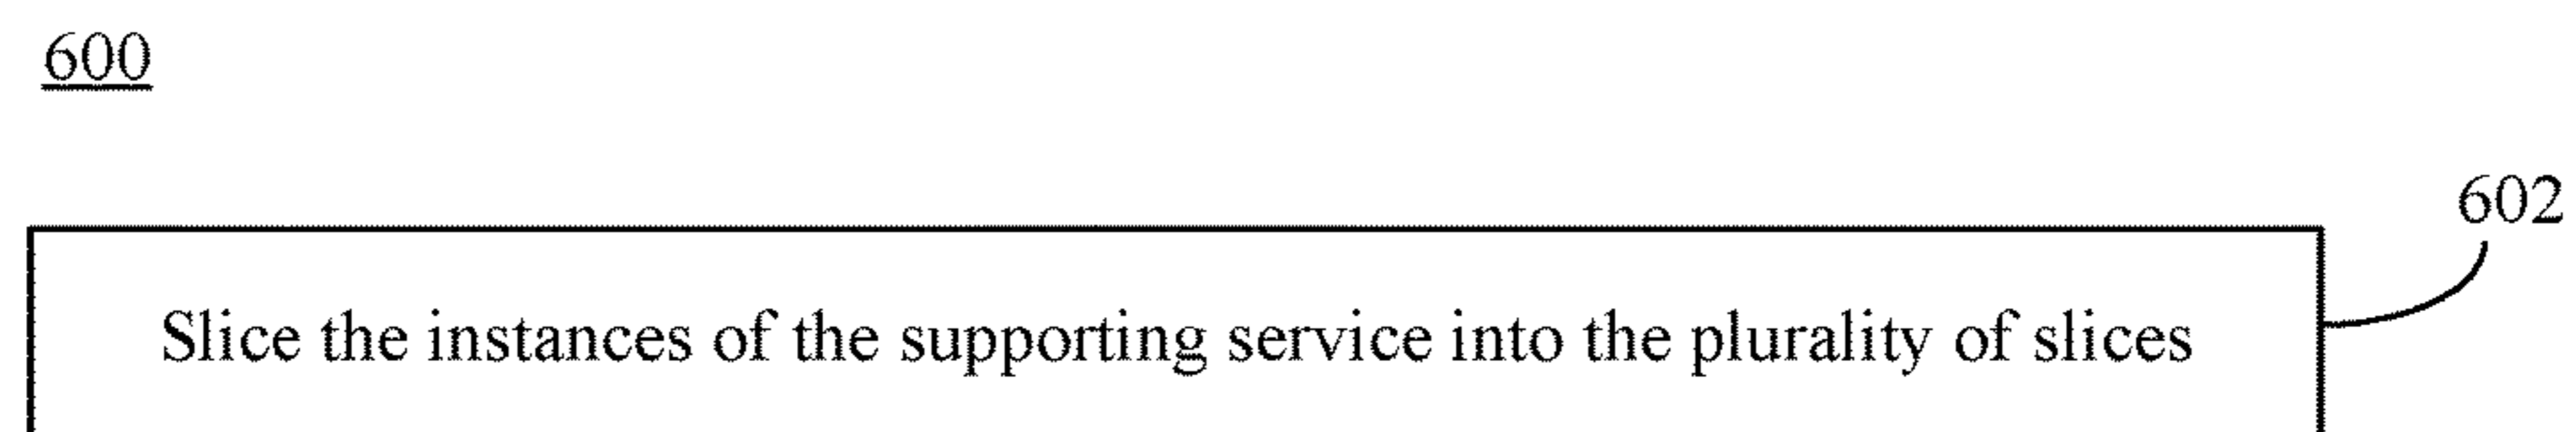 600
602
Slice the instances of the supporting service into the plurality of slices